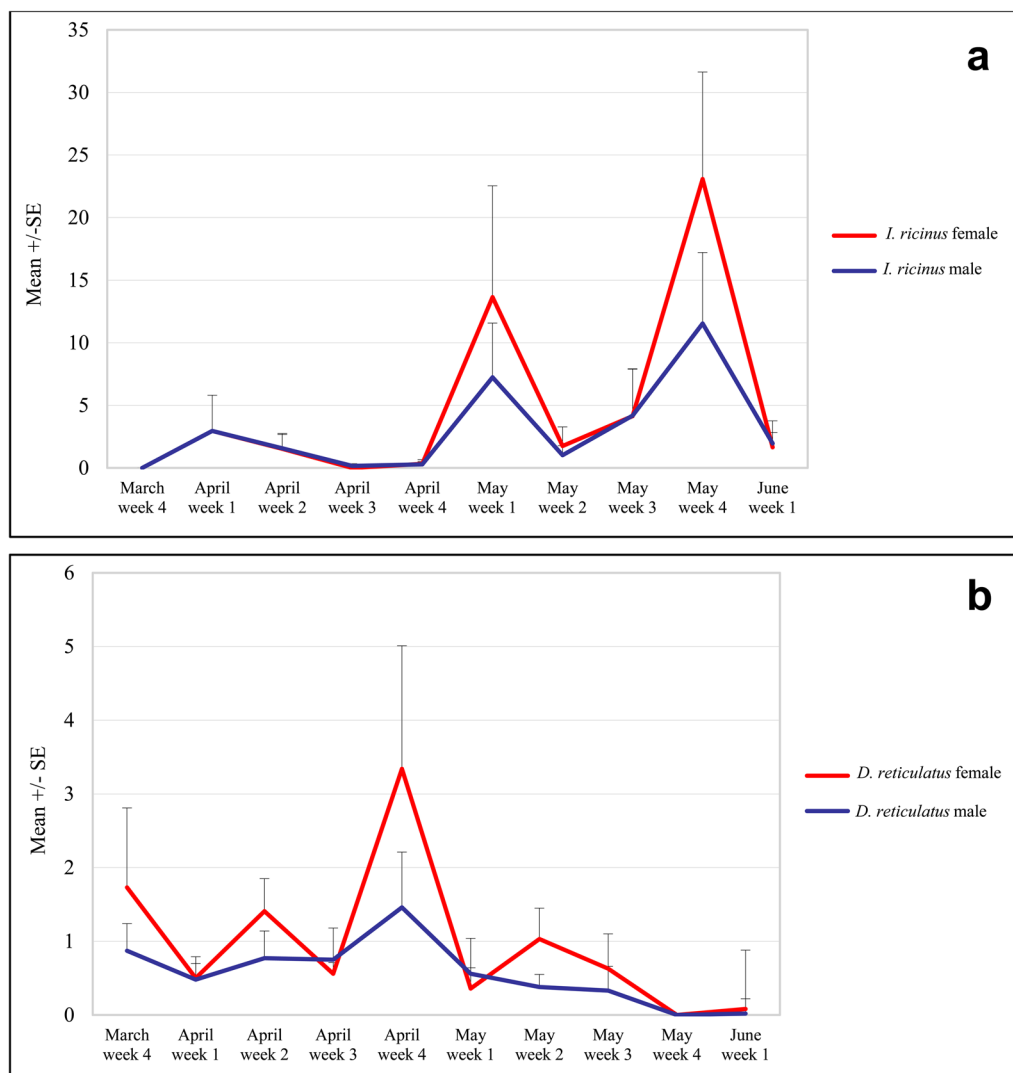 a
35
30
25
20
15
10
5
0
Mean +/-SE
March week 4
April week 1
April week 2
April week 3
April week 4
May week 1
May week 2
May week 3
May week 4
June week 1
I. ricinus female
I. ricinus male
b
6
5
4
3
2
1
0
Mean +/- SE
March week 4
April week 1
April week 2
April week 3
April week 4
May week 1
May week 2
May week 3
May week 4
June week 1
D. reticulatus female
D. reticulatus male